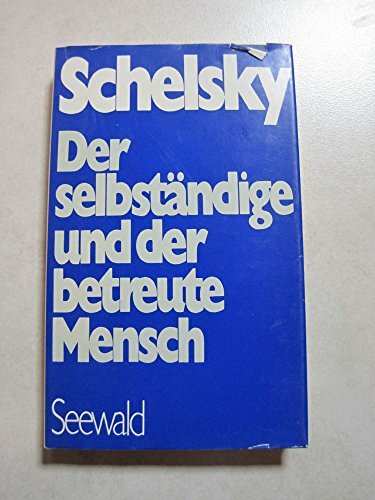 Schelsky
Der
selbständige
und der
betreute
Mensch
Seewald